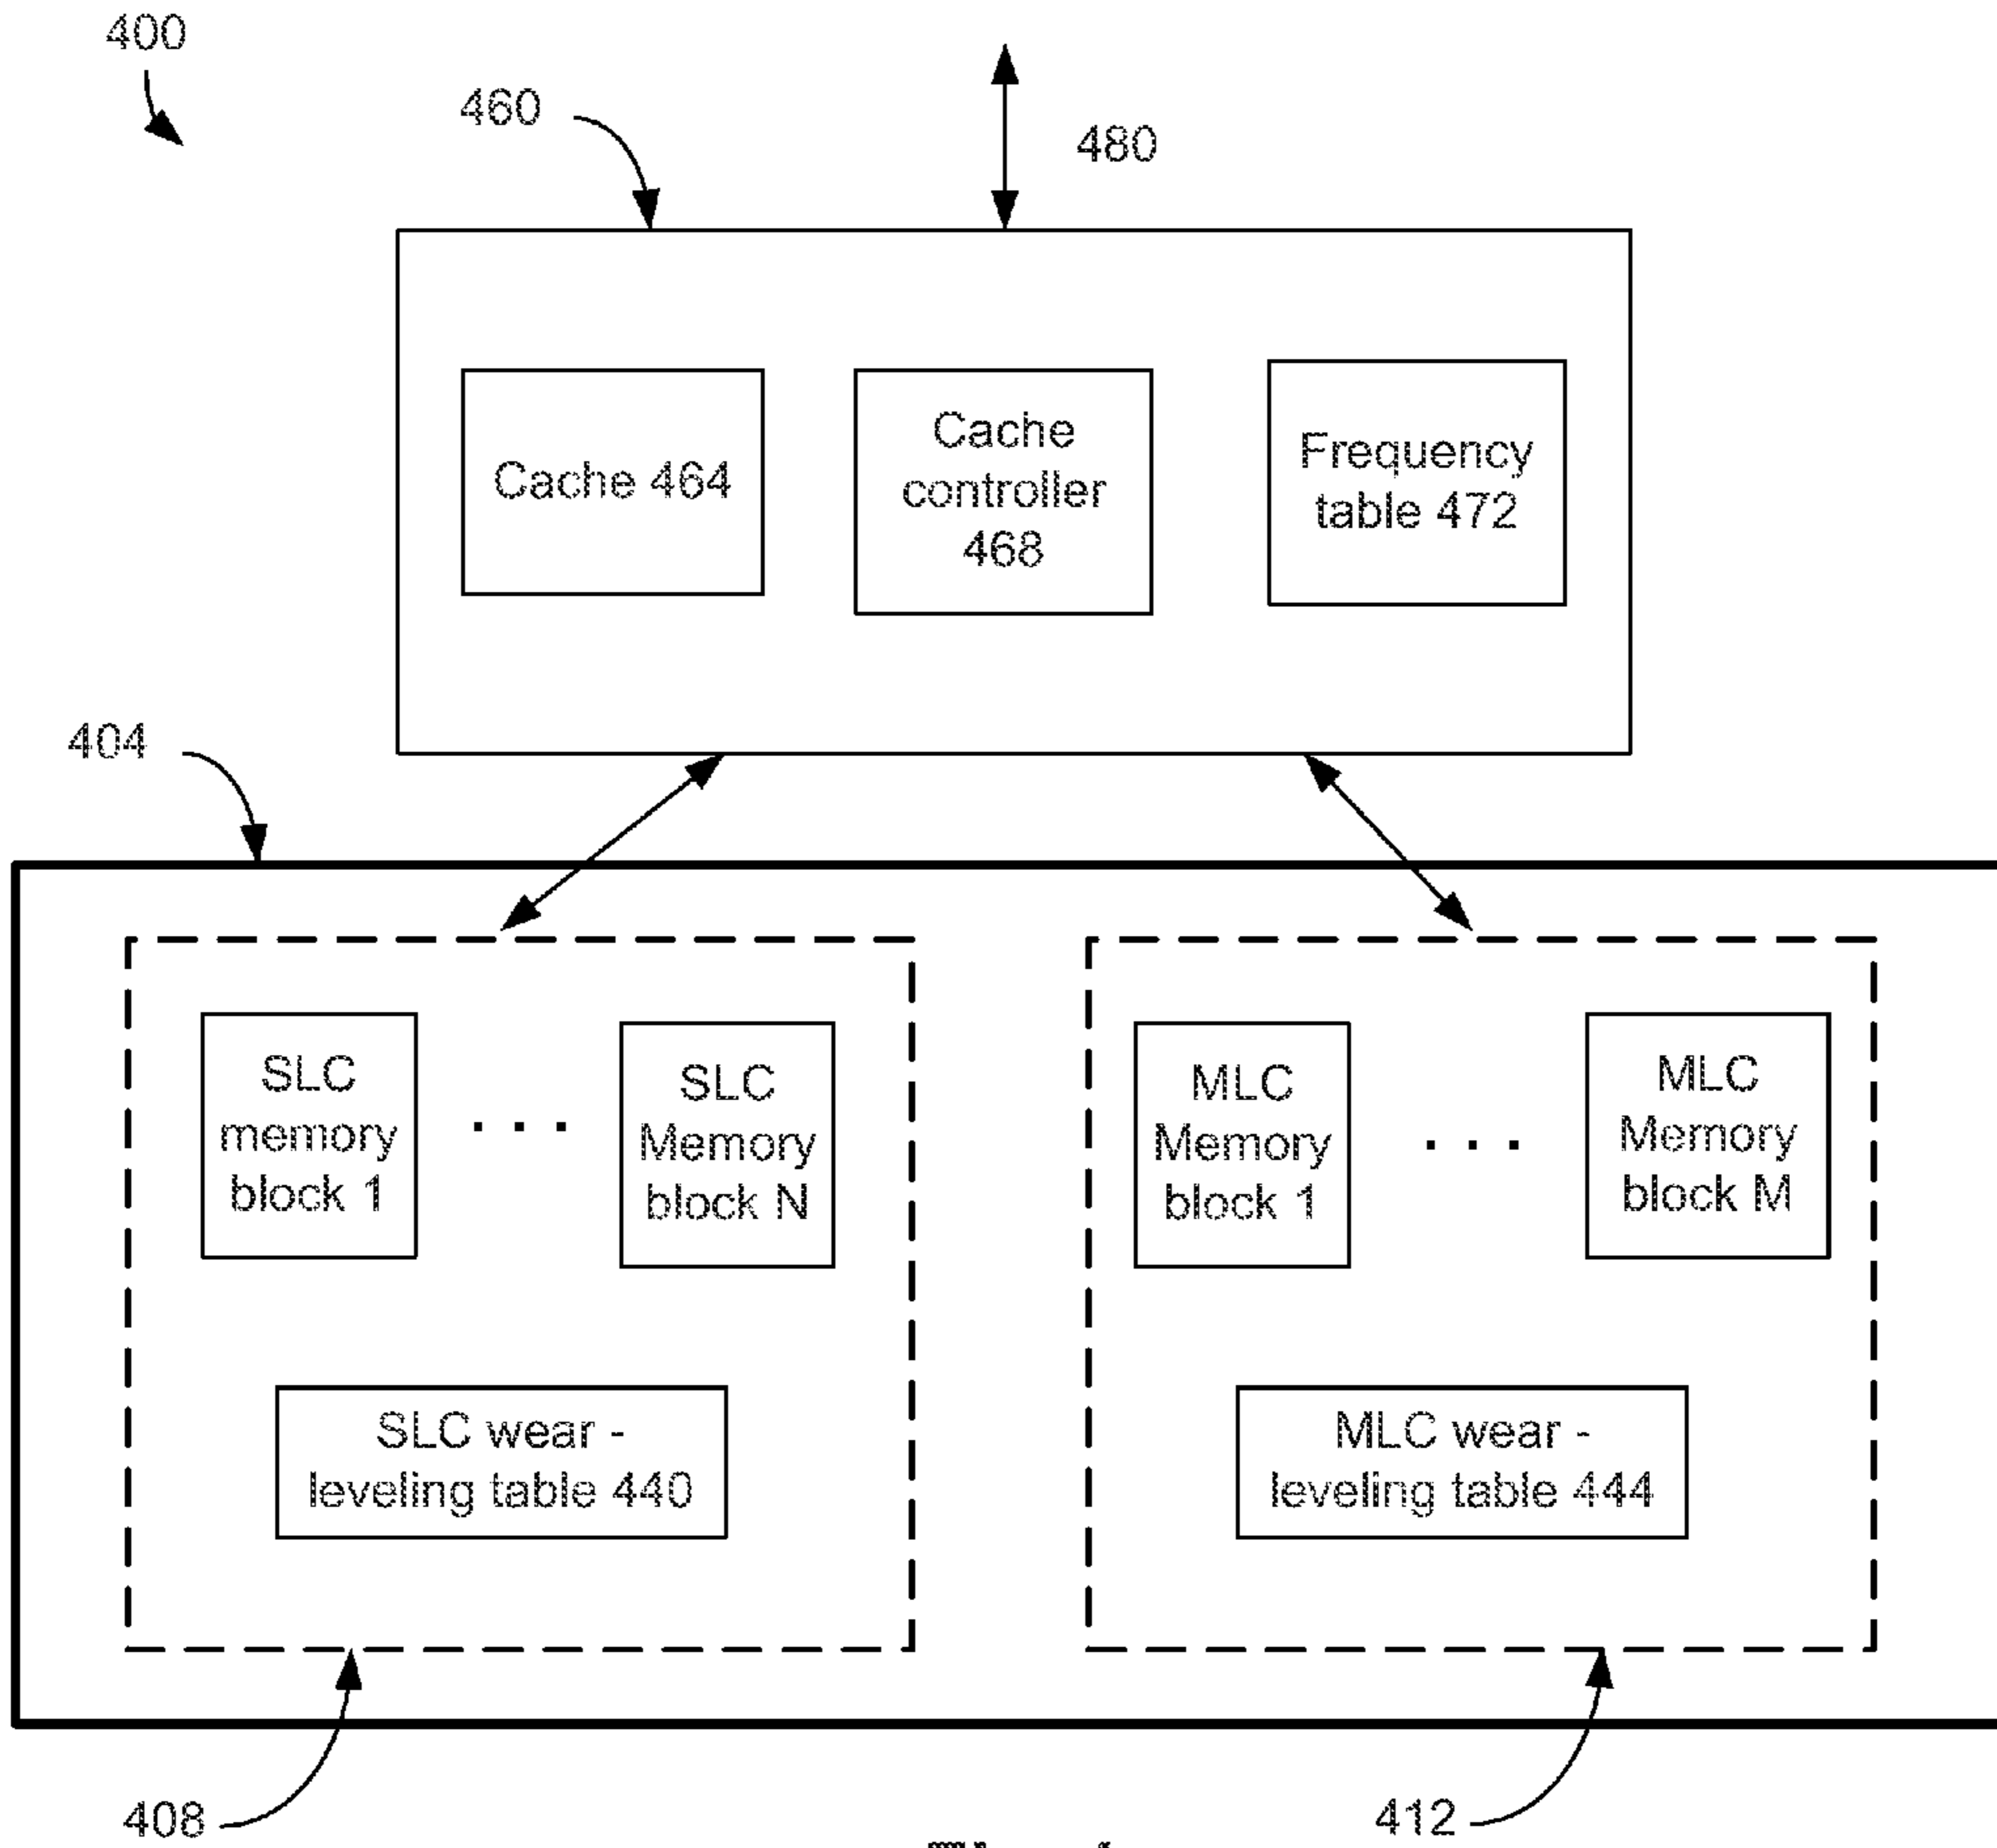 400
460
480
Cache 464
Cache
controller
468
Frequency
table 472
404
SLC
memory
block 1
. . .
SLC
Memory
block N
MLC
Memory
block 1
. . .
MLC
Memory
block M
SLC wear -
leveling table 440
MLC wear -
leveling table 444
408
412